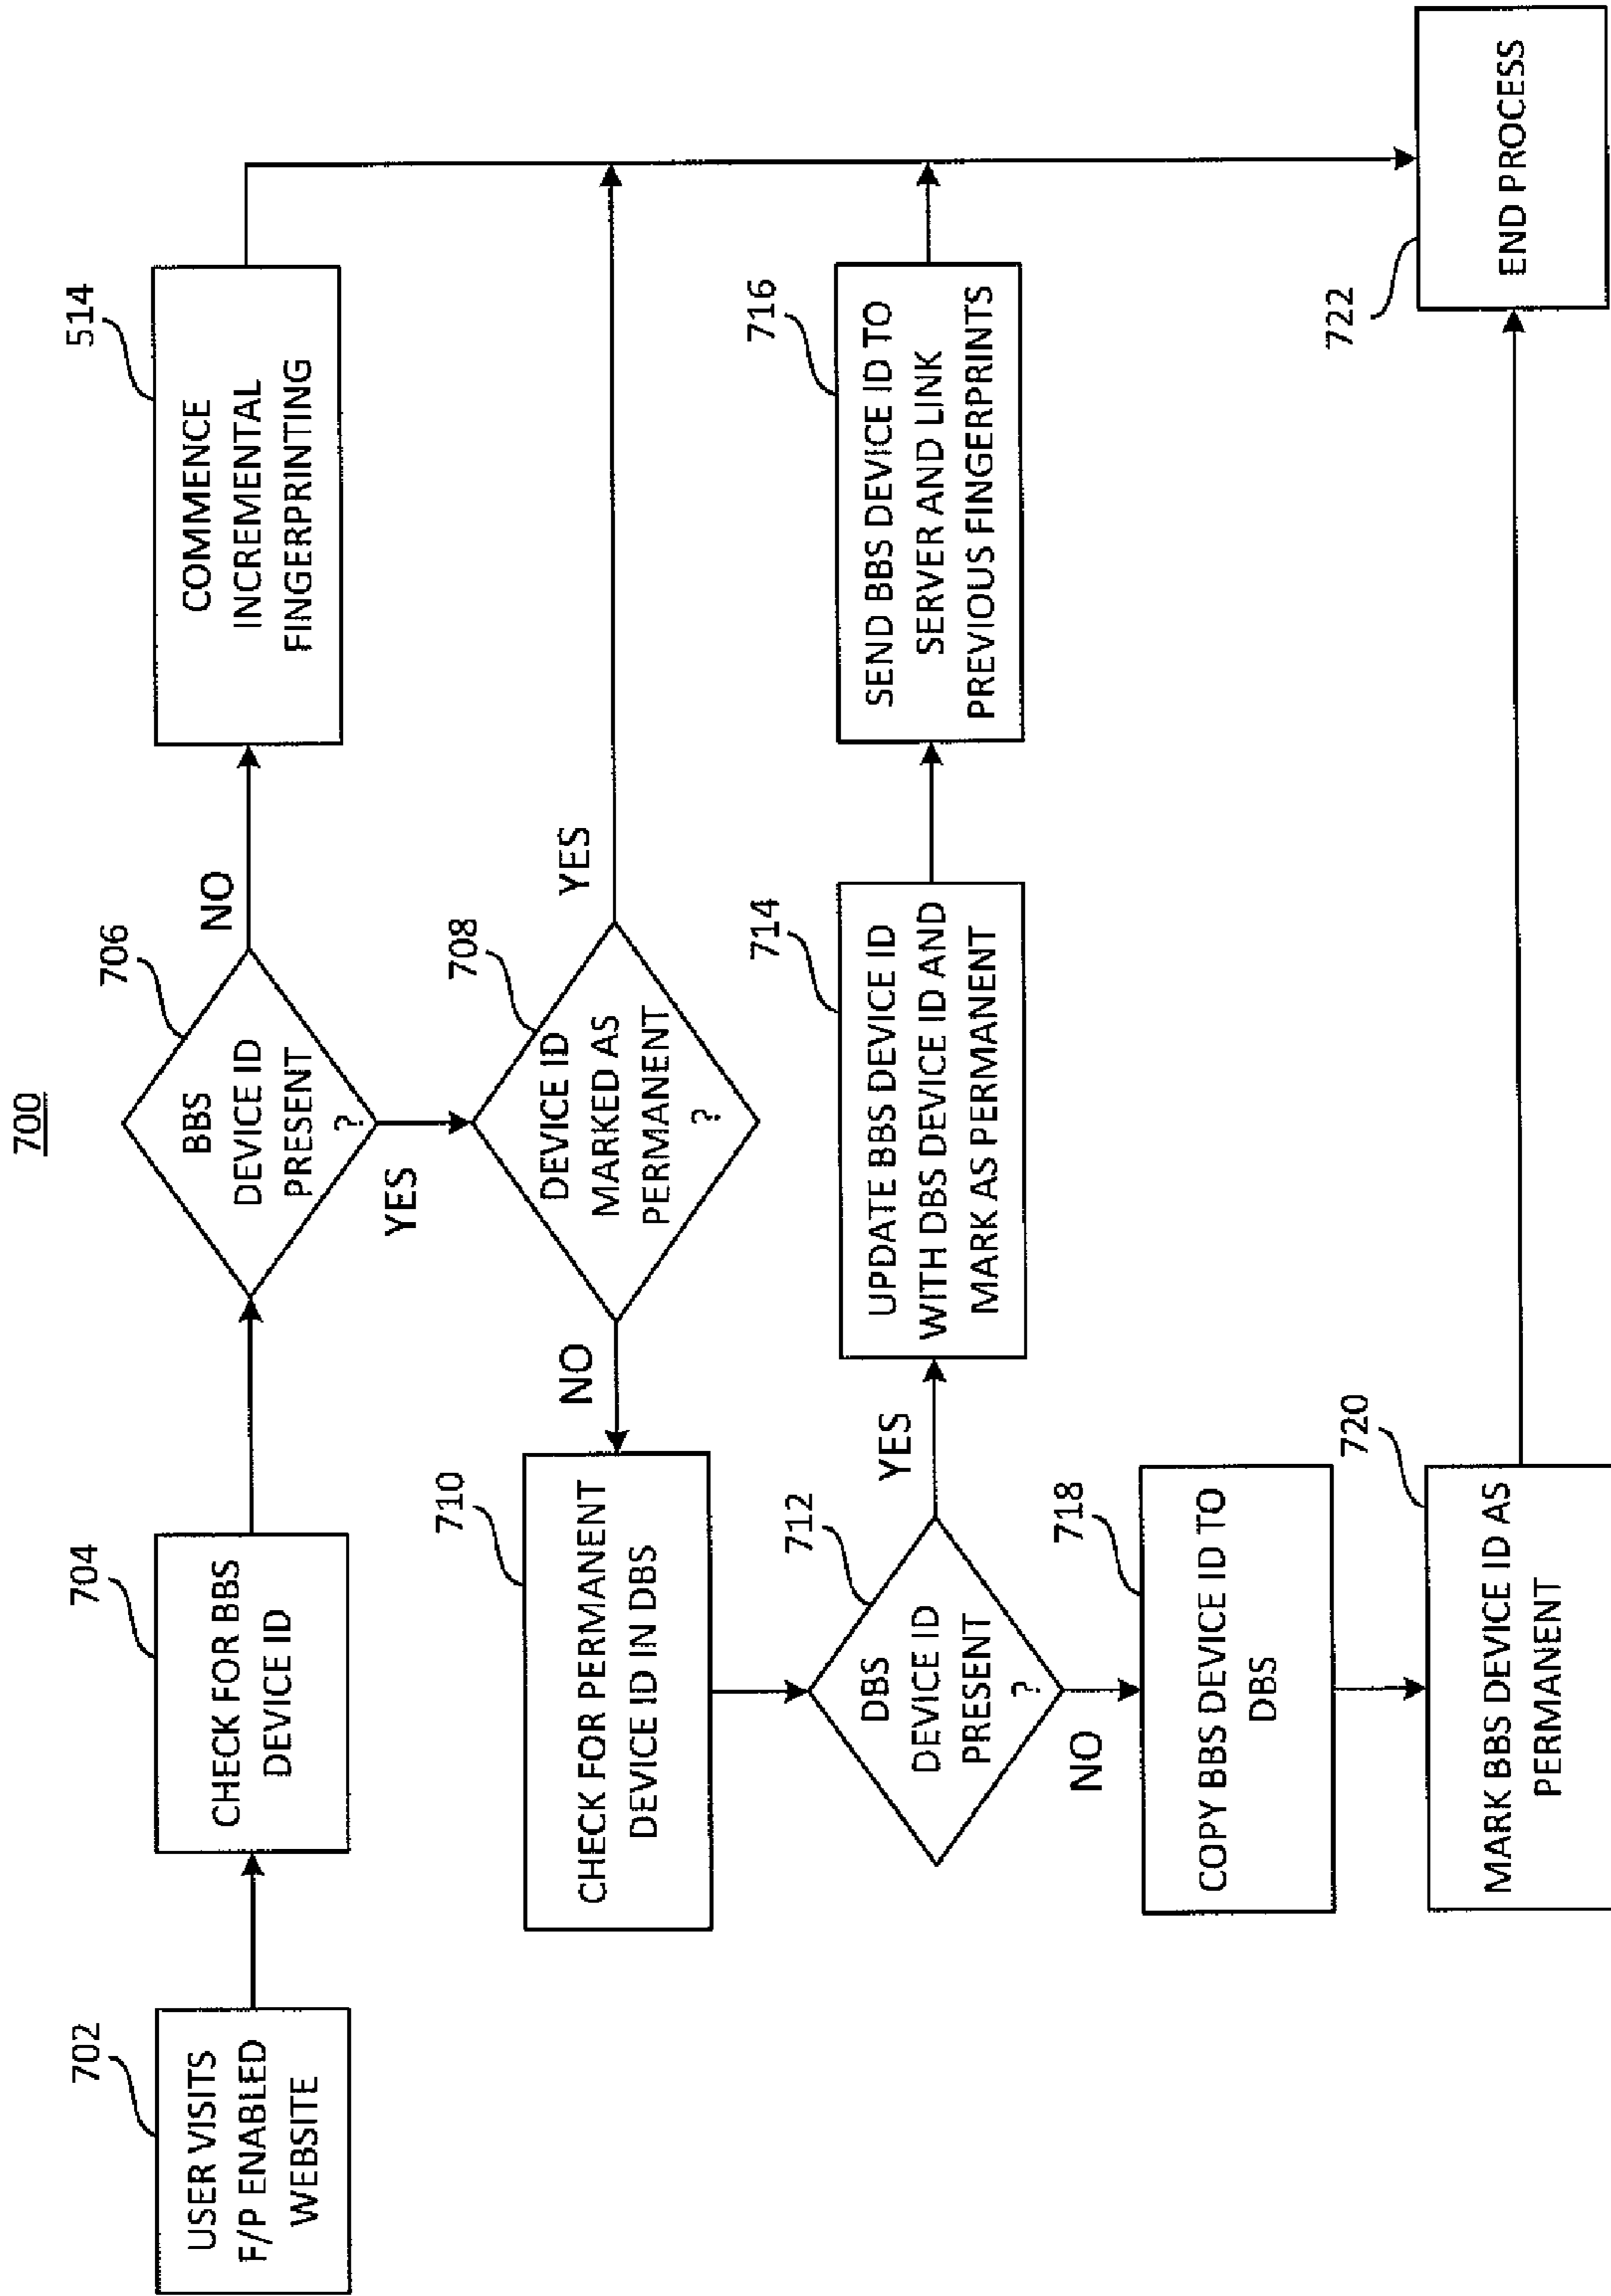 700
702
USER VISITS
F/P ENABLED
WEBSITE
704
CHECK FOR BBS
DEVICE ID
706
BBS
DEVICE ID
PRESENT
?
NO
YES
514
COMMENCE
INCREMENTAL
FINGERPRINTING
708
DEVICE ID
MARKED AS
PERMANENT
?
YES
NO
710
CHECK FOR PERMANENT
DEVICE ID IN DBS
712
DBS
DEVICE ID
PRESENT
?
YES
NO
714
UPDATE BBS DEVICE ID
WITH DBS DEVICE ID AND
MARK AS PERMANENT
716
SEND BBS DEVICE ID TO
SERVER AND LINK
PREVIOUS FINGERPRINTS
718
COPY BBS DEVICE ID TO
DBS
720
MARK BBS DEVICE ID AS
PERMANENT
722
END PROCESS